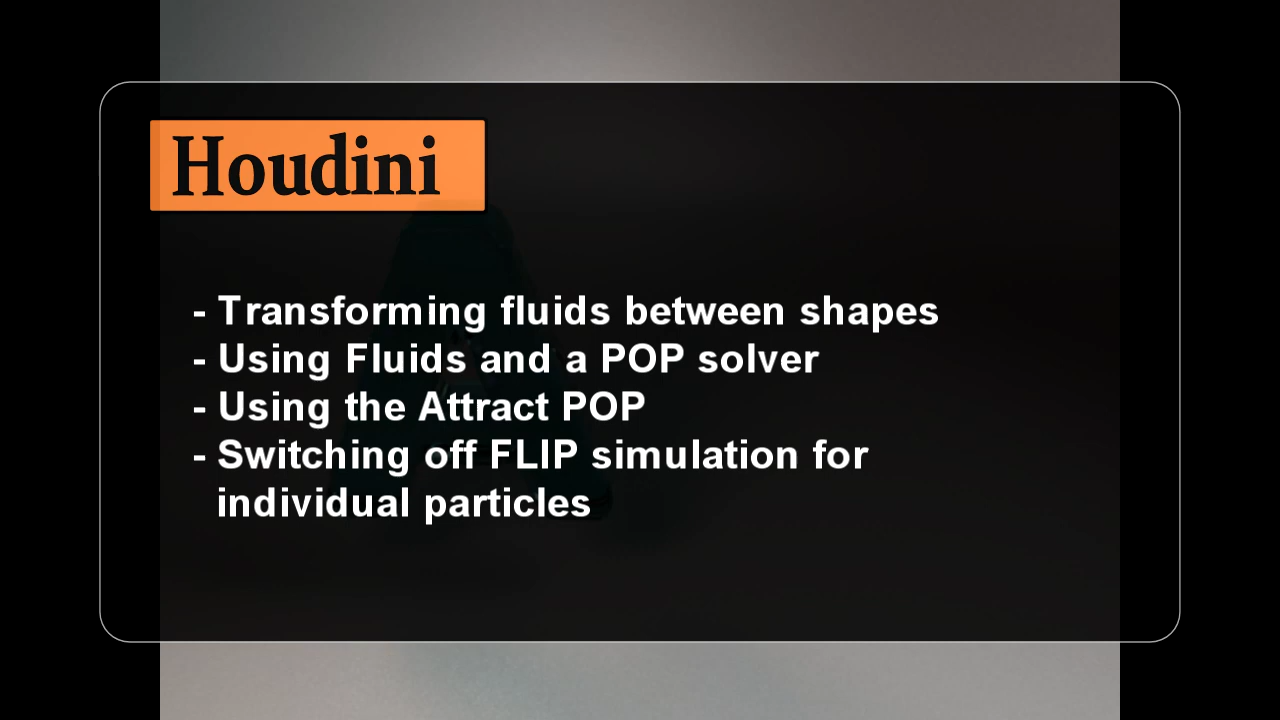 Houdini
- Transforming fluids between shapes
- Using Fluids and a POP solver
- Using the Attract POP
- Switching off FLIP simulation for
individual particles